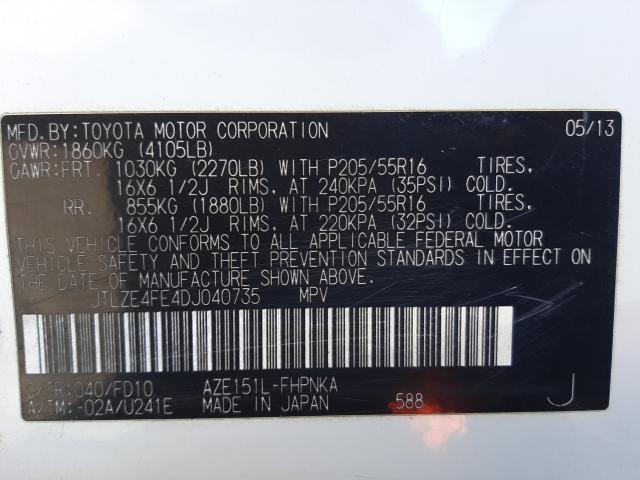 MFD.BY:TOYOTA MOTOR CORPORATION 05/13
GVWR:1860KG (4105LB)
GAWR:FRT. 1030KG (2270LB) WITH P205/55R16 TIRES,
16X6 1/2J RIMS, AT 240KPA (35PSI) COLD.
RR. 855KG (1880LB) WITH P205/55R16 TIRES,
16X6 1/2J RIMS, AT 220KPA (32PSI) COLD.
THIS VEHICLE CONFORMS TO ALL APPLICABLE FEDERAL MOTOR
VEHICLE SAFETY AND THEFT PREVENTION STANDARDS IN EFFECT ON
THE DATE OF MANUFACTURE SHOWN ABOVE.
JTLZE4FE4DJ040735 MPV
C/TR:040/FD10 AZE151L-FHPNKA
A/TM:-02A/U241E MADE IN JAPAN 588 J